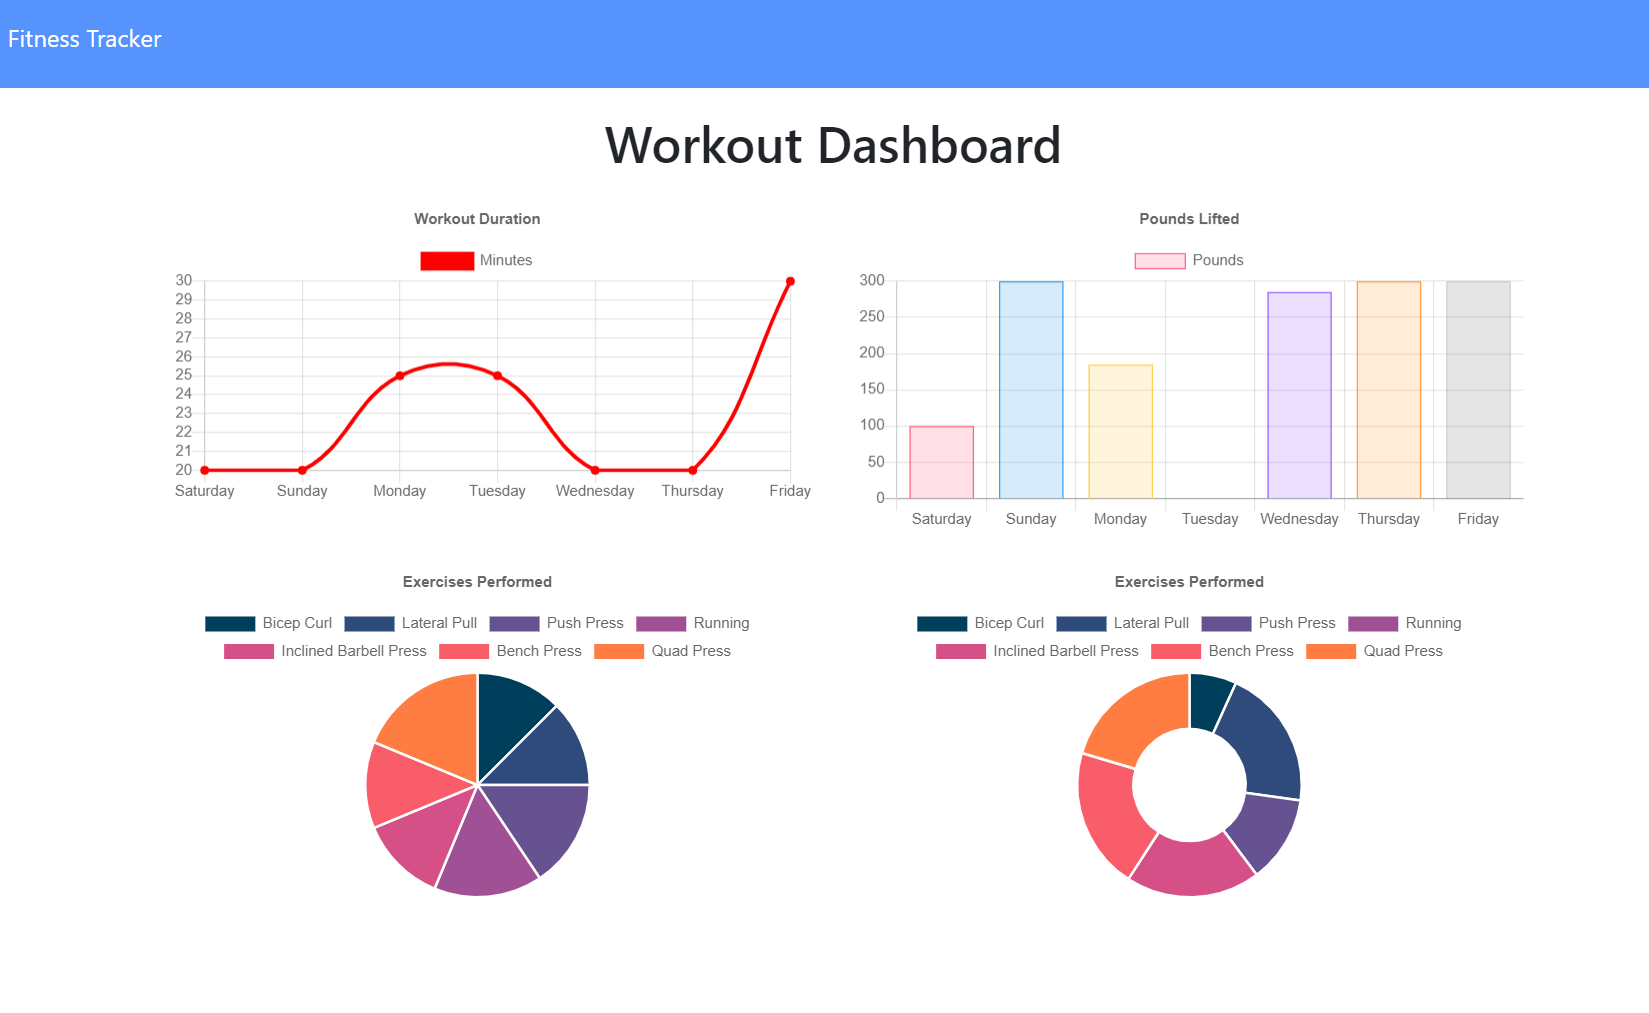 Fitness Tracker
Workout Dashboard
Workout Duration
Minutes
30
29
28
27
26
25
24
23
22
21
20
Saturday Sunday Monday Tuesday Wednesday Thursday Friday
Pounds Lifted
Pounds
300
250
200
150
100
50
0
Saturday Sunday Monday Tuesday Wednesday Thursday Friday
Exercises Performed
Bicep Curl Lateral Pull Push Press Running
Inclined Barbell Press Bench Press Quad Press
Exercises Performed
Bicep Curl Lateral Pull Push Press Running
Inclined Barbell Press Bench Press Quad Press